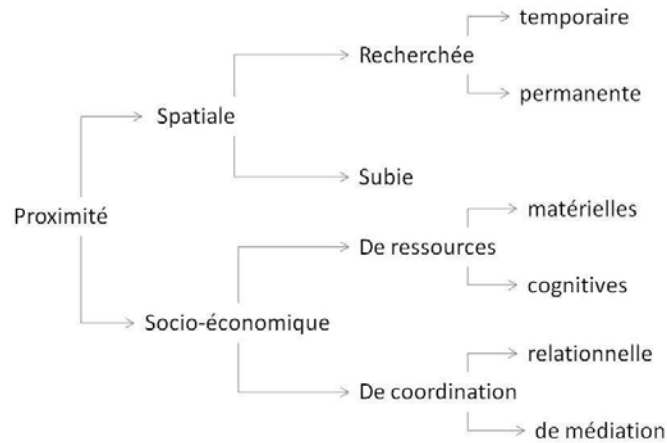 temporaire
Recherchée
permanente
Spatiale
Subie
Proximité
matérielles
De ressources
cognitives
Socio-économique
relationnelle
De coordination
de médiation